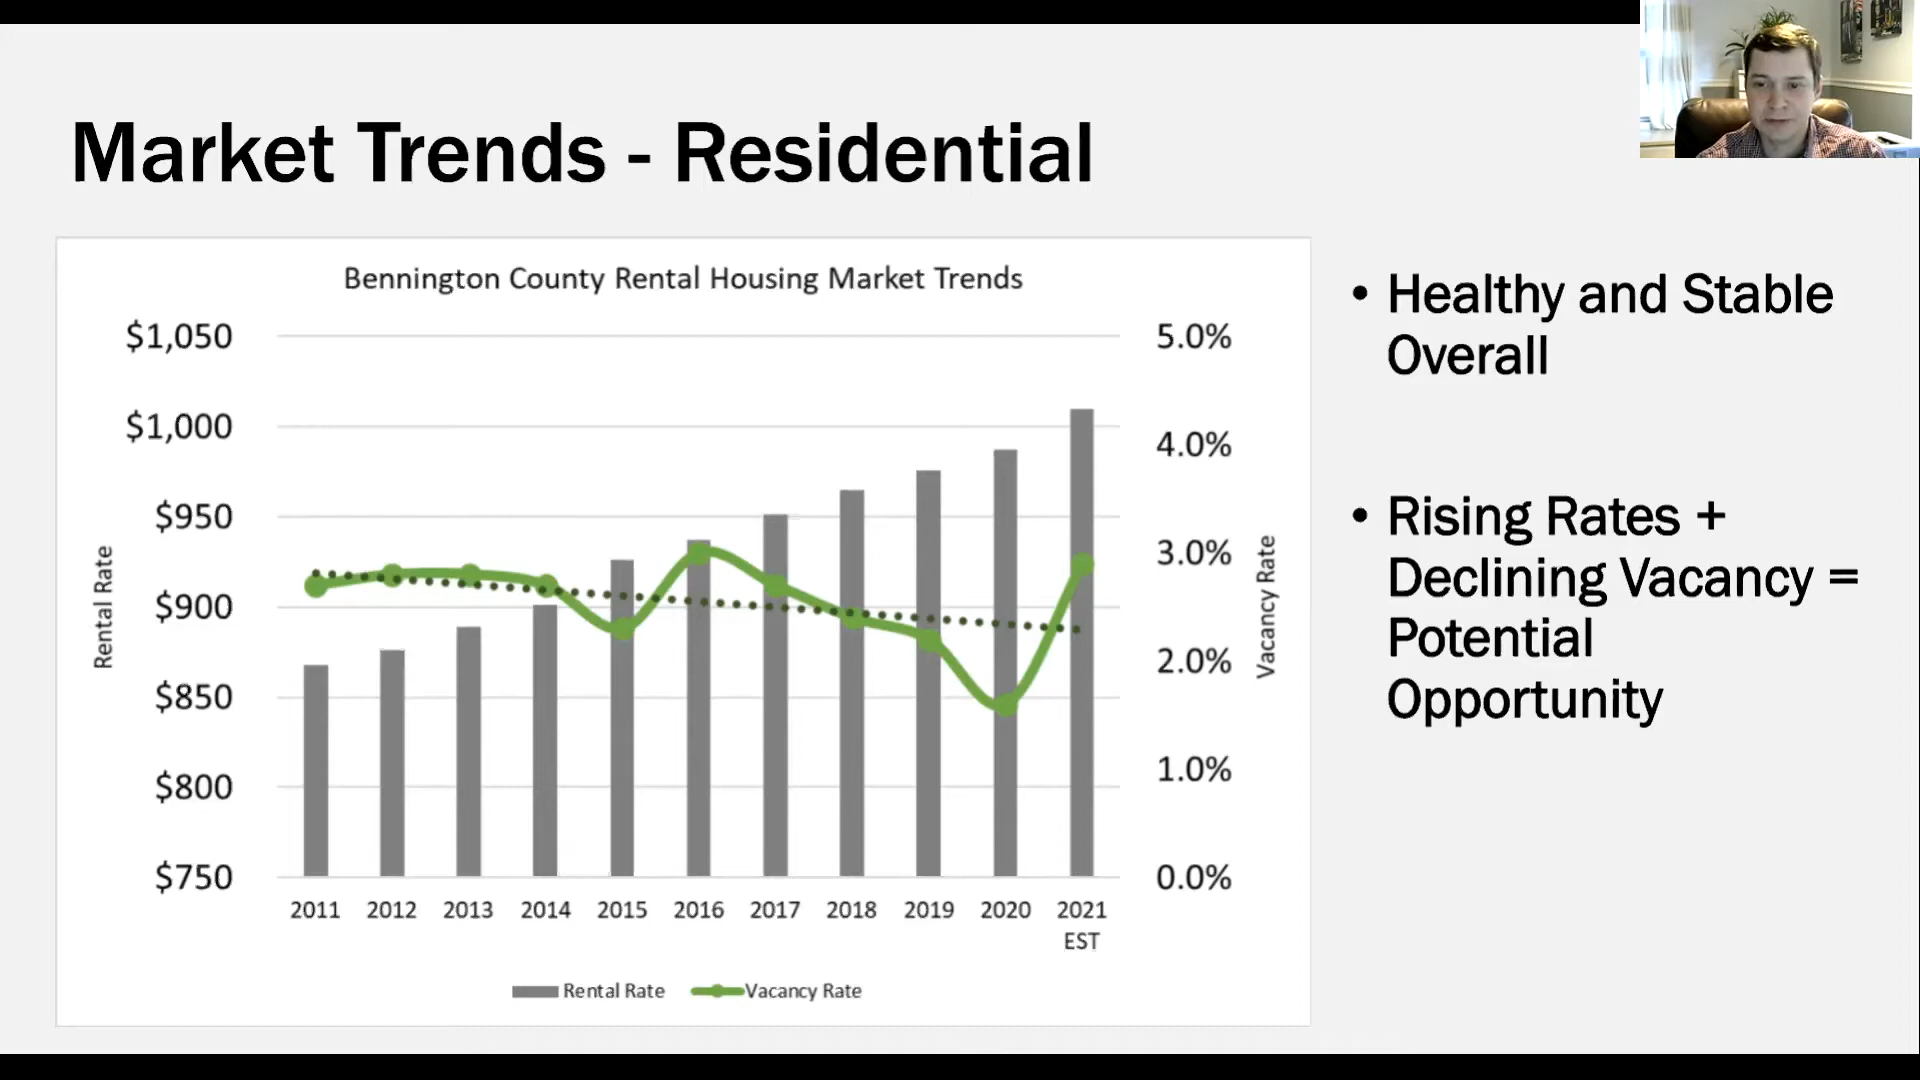 Market Trends - Residential
Bennington County Rental Housing Market Trends
$1,050
$1,000
$950
$900
$850
$800
$750
Rental Rate
5.0%
4.0%
3.0%
2.0%
1.0%
0.0%
Vacancy Rate
2011 2012 2013 2014 2015 2016 2017 2018 2019 2020 2021
EST
Rental Rate Vacancy Rate
• Healthy and Stable
Overall
• Rising Rates +
Declining Vacancy =
Potential
Opportunity